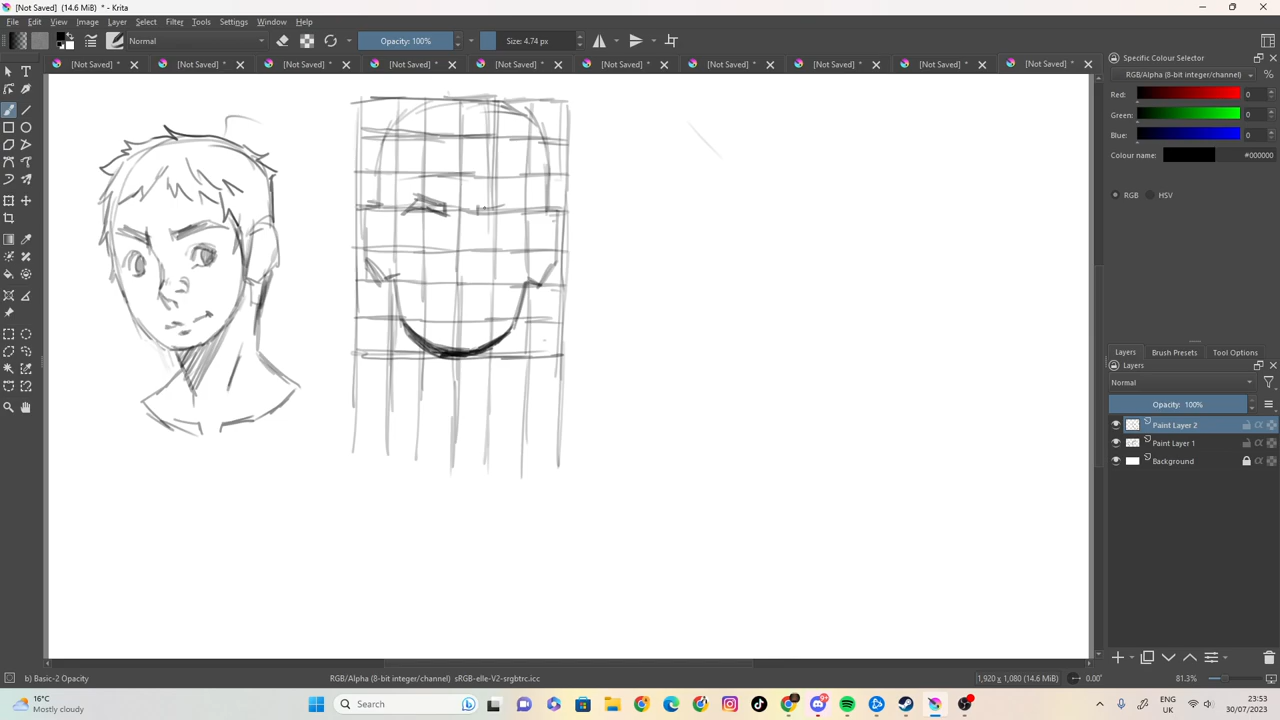 [Not Saved] (14.6 MiB) * - Krita
File Edit View Image Layer Select Filter Tools Settings Window Help
Normal Opacity: 100% Size: 4.74 px
[Not Saved] * [Not Saved] * [Not Saved] * [Not Saved] * [Not Saved] * [Not Saved] * [Not Saved] * [Not Saved] * [Not Saved] * [Not Saved] *
Specific Colour Selector
RGB/Alpha (8-bit integer/channel)
Red: 0
Green: 0
Blue: 0
Colour name: #000000
RGB HSV
Layers Brush Presets Tool Options
Layers
Normal
Opacity: 100%
Paint Layer 2
Paint Layer 1
Background
b) Basic-2 Opacity RGB/Alpha (8-bit integer/channel) sRGB-elle-V2-srgbtrc.icc 1,920 x 1,080 (14.6 MiB) 0.00° 81.3%
16°C
Mostly cloudy
Search
ENG
UK
23:53
30/07/2023